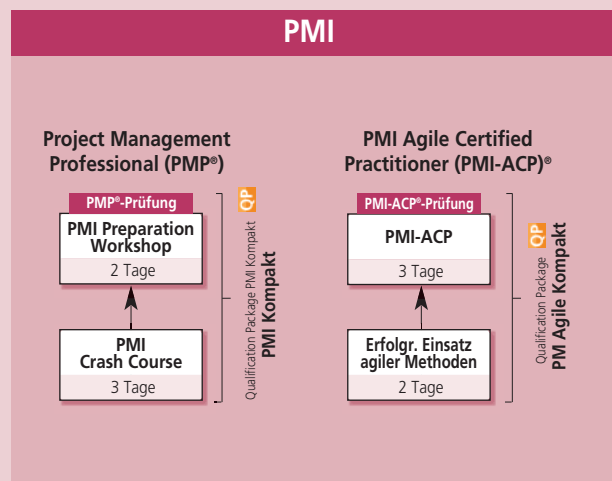 PMI
Project Management
Professional (PMP®)
PMP®-Prüfung
PMI Preparation
Workshop
2 Tage
PMI
Crash Course
3 Tage
QP
Qualification Package PMI Kompakt
PMI Kompakt
PMI Agile Certified
Practitioner (PMI-ACP)®
PMI-ACP®-Prüfung
PMI-ACP
3 Tage
Erfolgr. Einsatz
agiler Methoden
2 Tage
QP
Qualification Package
PM Agile Kompakt